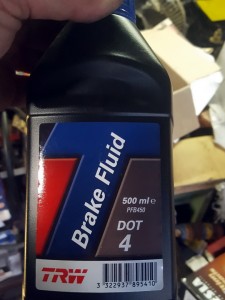 Brake Fluid
500 ml e
PFB450
DOT
4
TRW
3 322937 895410